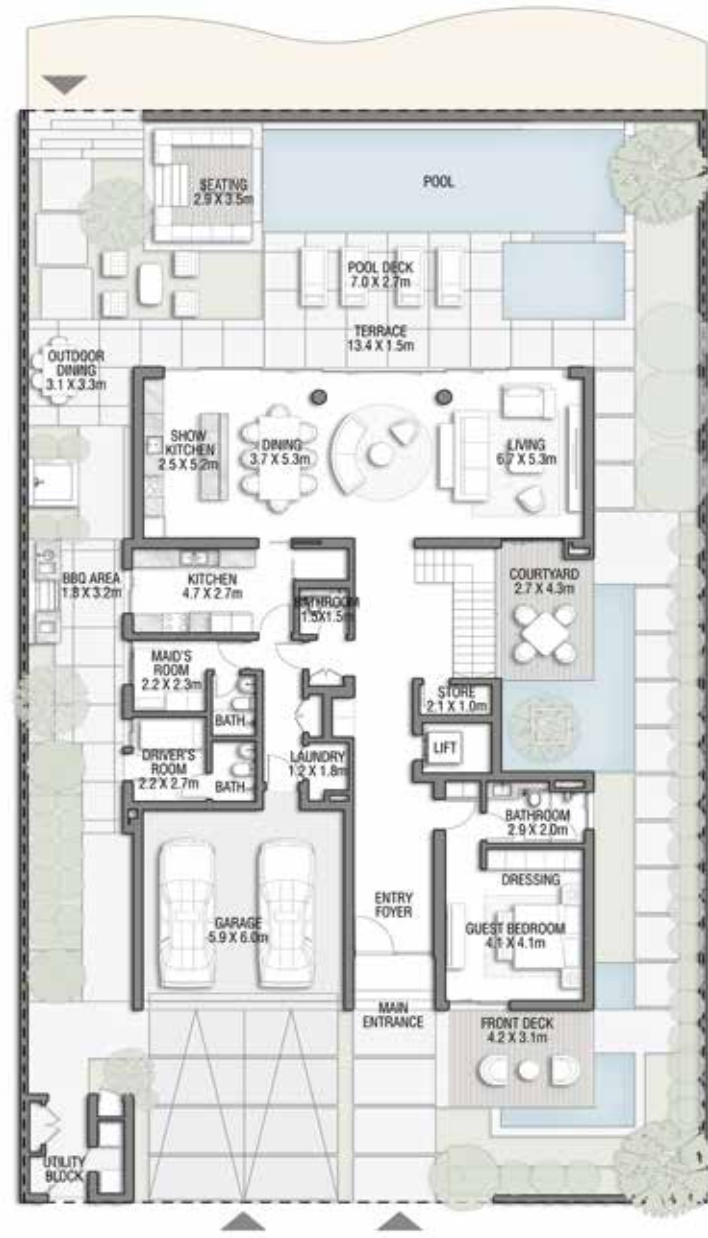 SEATING
2.9 X 3.5m
POOL
POOL DECK
7.0 X 2.7m
TERRACE
13.4 X 1.5m
OUTDOOR
DINING
3.1 X 3.3m
SHOW
KITCHEN
2.5 X 5.2m
DINING
3.7 X 5.3m
LIVING
6.7 X 5.3m
BBQ AREA
1.8 X 3.2m
KITCHEN
4.7 X 2.7m
BATHROOM
1.5X1.5m
COURTYARD
2.7 X 4.3m
MAID'S
ROOM
2.2 X 2.3m
BATH
STORE
2.1 X 1.0m
LIFT
DRIVER'S
ROOM
2.2 X 2.7m
BATH
LAUNDRY
1.2 X 1.8m
BATHROOM
2.9 X 2.0m
DRESSING
GUEST BEDROOM
4.1 X 4.1m
ENTRY
FOYER
GARAGE
5.9 X 6.0m
MAIN
ENTRANCE
FRONT DECK
4.2 X 3.1m
UTILITY
BLOCK